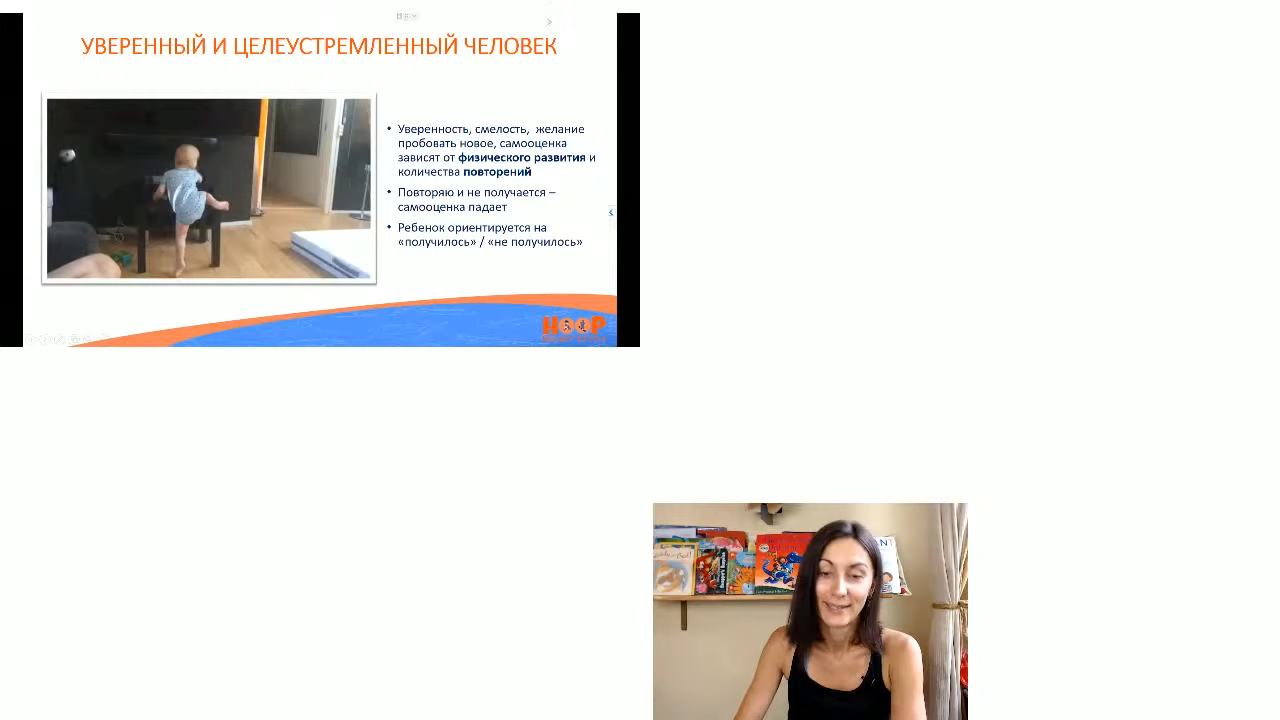 УВЕРЕННЫЙ И ЦЕЛЕУСТРЕМЛЕННЫЙ ЧЕЛОВЕК
• Уверенность, смелость, желание
пробовать новое, самооценка
зависят от физического развития и
количества повторений
• Повторяю и не получается –
самооценка падает
• Ребенок ориентируется на
«получилось» / «не получилось»
HOOP